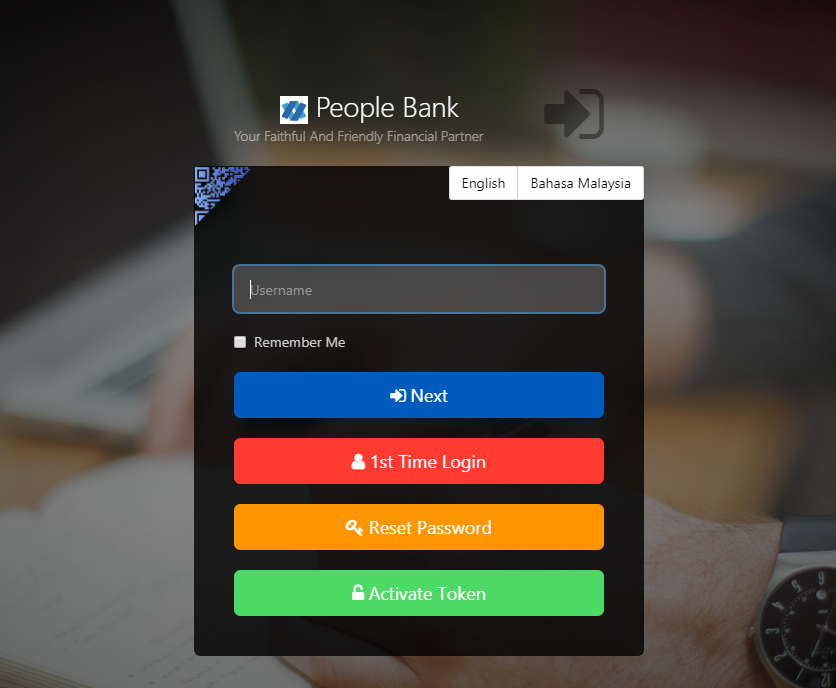 People Bank
Your Faithful And Friendly Financial Partner
English
Bahasa Malaysia
Username
Remember Me
Next
1st Time Login
Reset Password
Activate Token